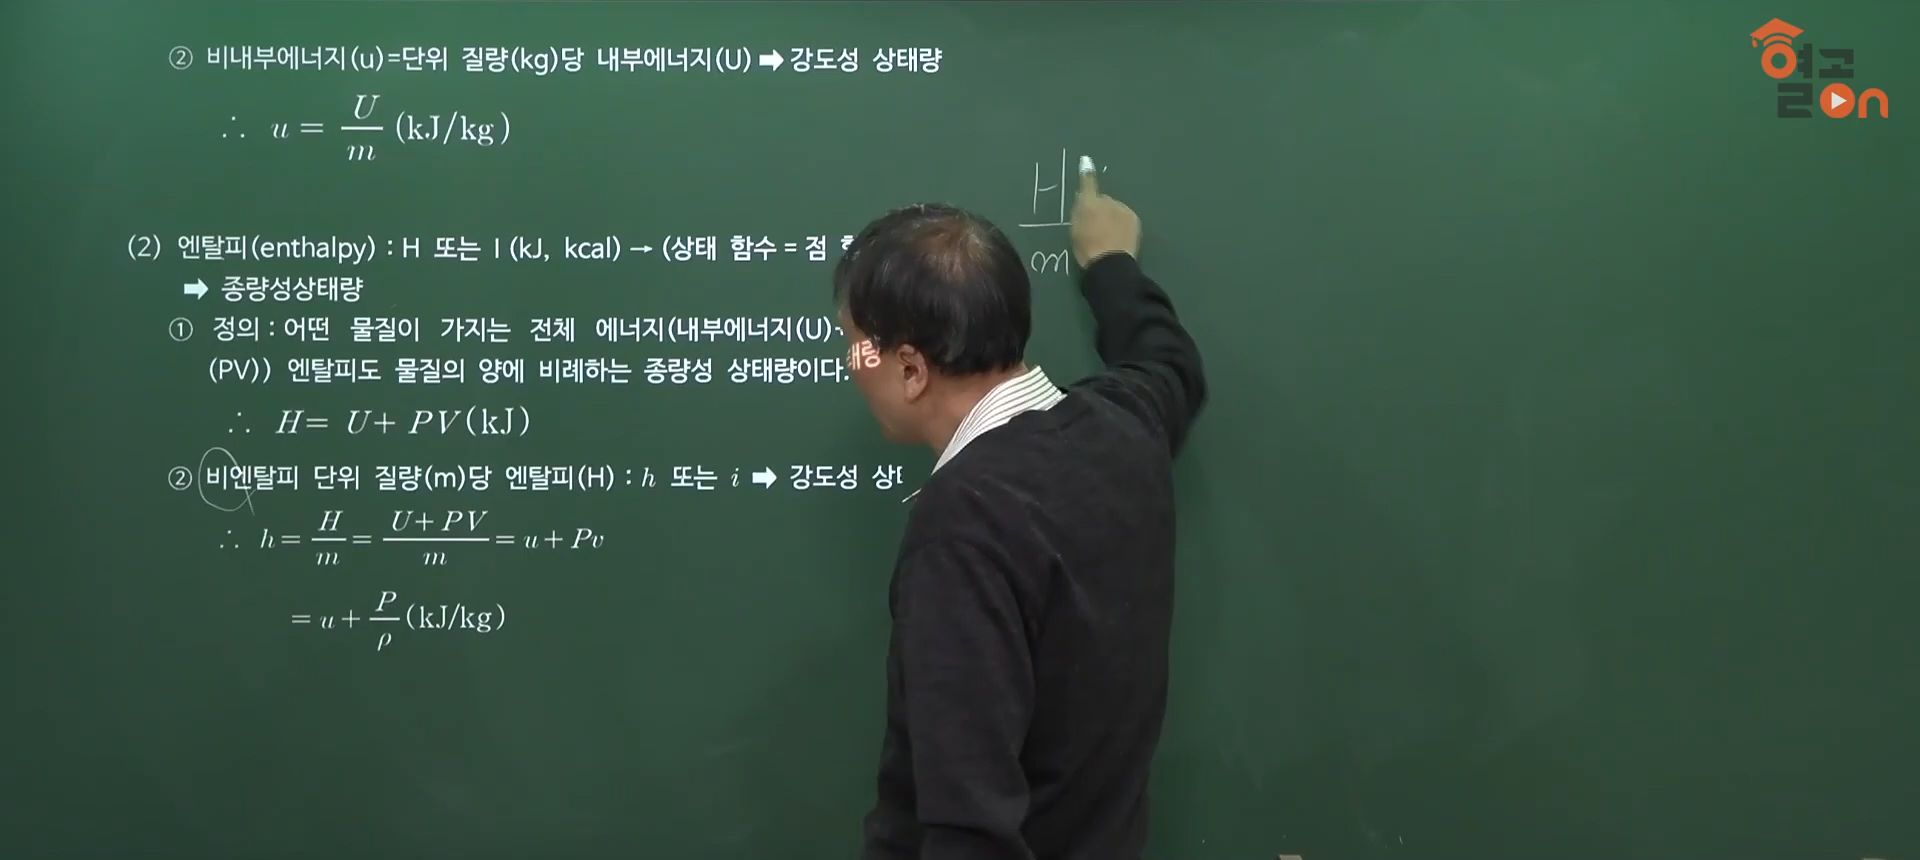 ② 비내부에너지(u)=단위 질량(kg)당 내부에너지(U) ➡ 강도성 상태량
∴ u = U/m (kJ/kg)
(2) 엔탈피(enthalpy) : H 또는 I (kJ, kcal) → (상태 함수 = 점
➡ 종량성상태량
① 정의 : 어떤 물질이 가지는 전체 에너지(내부에너지(U)
(PV)) 엔탈피도 물질의 양에 비례하는 종량성 상태량이다.
∴ H = U + PV (kJ)
② 비엔탈피 단위 질량(m)당 엔탈피(H) : h 또는 i ➡ 강도성
∴ h = H/m = (U + PV)/m = u + Pv
= u + P/ρ (kJ/kg)
H
m
열고
On